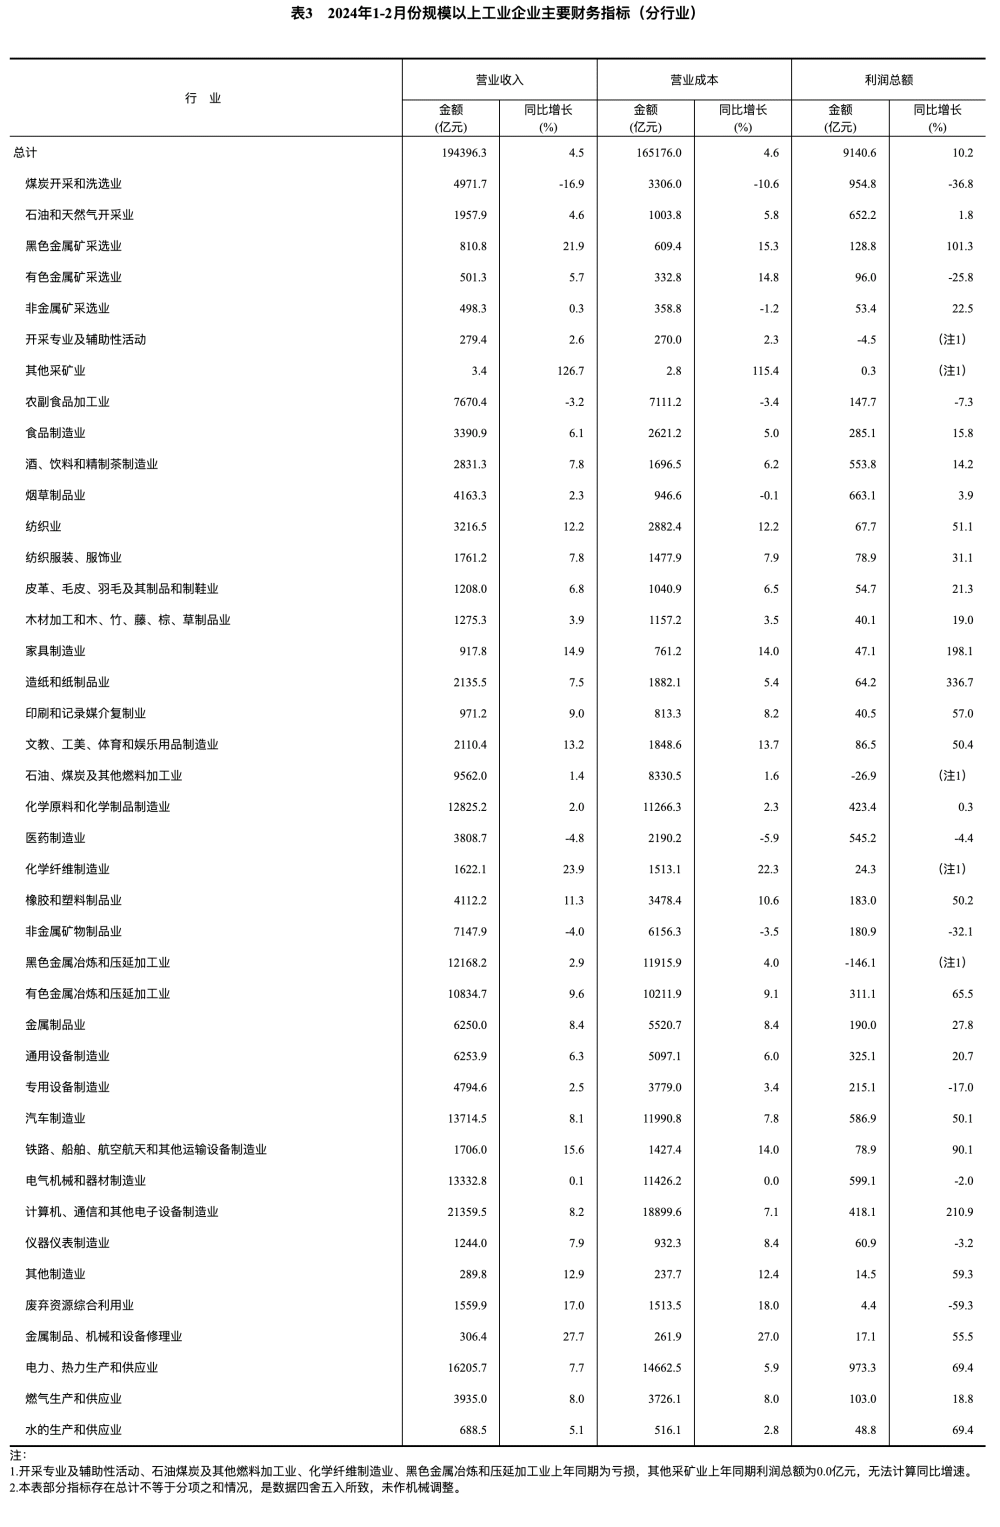 表3 2024年1-2月份规模以上工业企业主要财务指标（分行业）
行 业 营业收入 营业成本 利润总额
金额 同比增长 金额 同比增长 金额 同比增长
(亿元) (%) (亿元) (%) (亿元) (%)
总计 194396.3 4.5 165176.0 4.6 9140.6 10.2
煤炭开采和洗选业 4971.7 -16.9 3306.0 -10.6 954.8 -36.8
石油和天然气开采业 1957.9 4.6 1003.8 5.8 652.2 1.8
黑色金属矿采选业 810.8 21.9 609.4 15.3 128.8 101.3
有色金属矿采选业 501.3 5.7 332.8 14.8 96.0 -25.8
非金属矿采选业 498.3 0.3 358.8 -1.2 53.4 22.5
开采专业及辅助性活动 279.4 2.6 270.0 2.3 -4.5 （注1）
其他采矿业 3.4 126.7 2.8 115.4 0.3 （注1）
农副食品加工业 7670.4 -3.2 7111.2 -3.4 147.7 -7.3
食品制造业 3390.9 6.1 2621.2 5.0 285.1 15.8
酒、饮料和精制茶制造业 2831.3 7.8 1696.5 6.2 553.8 14.2
烟草制品业 4163.3 2.3 946.6 -0.1 663.1 3.9
纺织业 3216.5 12.2 2882.4 12.2 67.7 51.1
纺织服装、服饰业 1761.2 7.8 1477.9 7.9 78.9 31.1
皮革、毛皮、羽毛及其制品和制鞋业 1208.0 6.8 1040.9 6.5 54.7 21.3
木材加工和木、竹、藤、棕、草制品业 1275.3 3.9 1157.2 3.5 40.1 19.0
家具制造业 917.8 14.9 761.2 14.0 47.1 198.1
造纸和纸制品业 2135.5 7.5 1882.1 5.4 64.2 336.7
印刷和记录媒介复制业 971.2 9.0 813.3 8.2 40.5 57.0
文教、工美、体育和娱乐用品制造业 2110.4 13.2 1848.6 13.7 86.5 50.4
石油、煤炭及其他燃料加工业 9562.0 1.4 8330.5 1.6 -26.9 （注1）
化学原料和化学制品制造业 12825.2 2.0 11266.3 2.3 423.4 0.3
医药制造业 3808.7 -4.8 2190.2 -5.9 545.2 -4.4
化学纤维制造业 1622.1 23.9 1513.1 22.3 24.3 （注1）
橡胶和塑料制品业 4112.2 11.3 3478.4 10.6 183.0 50.2
非金属矿物制品业 7147.9 -4.0 6156.3 -3.5 180.9 -32.1
黑色金属冶炼和压延加工业 12168.2 2.9 11915.9 4.0 -146.1 （注1）
有色金属冶炼和压延加工业 10834.7 9.6 10211.9 9.1 311.1 65.5
金属制品业 6250.0 8.4 5520.7 8.4 190.0 27.8
通用设备制造业 6253.9 6.3 5097.1 6.0 325.1 20.7
专用设备制造业 4794.6 2.5 3779.0 3.4 215.1 -17.0
汽车制造业 13714.5 8.1 11990.8 7.8 586.9 50.1
铁路、船舶、航空航天和其他运输设备制造业 1706.0 15.6 1427.4 14.0 78.9 90.1
电气机械和器材制造业 13332.8 0.1 11426.2 0.0 599.1 -2.0
计算机、通信和其他电子设备制造业 21359.5 8.2 18899.6 7.1 418.1 210.9
仪器仪表制造业 1244.0 7.9 932.3 8.4 60.9 -3.2
其他制造业 289.8 12.9 237.7 12.4 14.5 59.3
废弃资源综合利用业 1559.9 17.0 1513.5 18.0 4.4 -59.3
金属制品、机械和设备修理业 306.4 27.7 261.9 27.0 17.1 55.5
电力、热力生产和供应业 16205.7 7.7 14662.5 5.9 973.3 69.4
燃气生产和供应业 3935.0 8.0 3726.1 8.0 103.0 18.8
水的生产和供应业 688.5 5.1 516.1 2.8 48.8 69.4
注：
1.开采专业及辅助性活动、石油煤炭及其他燃料加工业、化学纤维制造业、黑色金属冶炼和压延加工业上年同期为亏损，其他采矿业上年同期利润总额为0.0亿元，无法计算同比增速。
2.本表部分指标存在总计不等于分项之和情况，是数据四舍五入所致，未作机械调整。